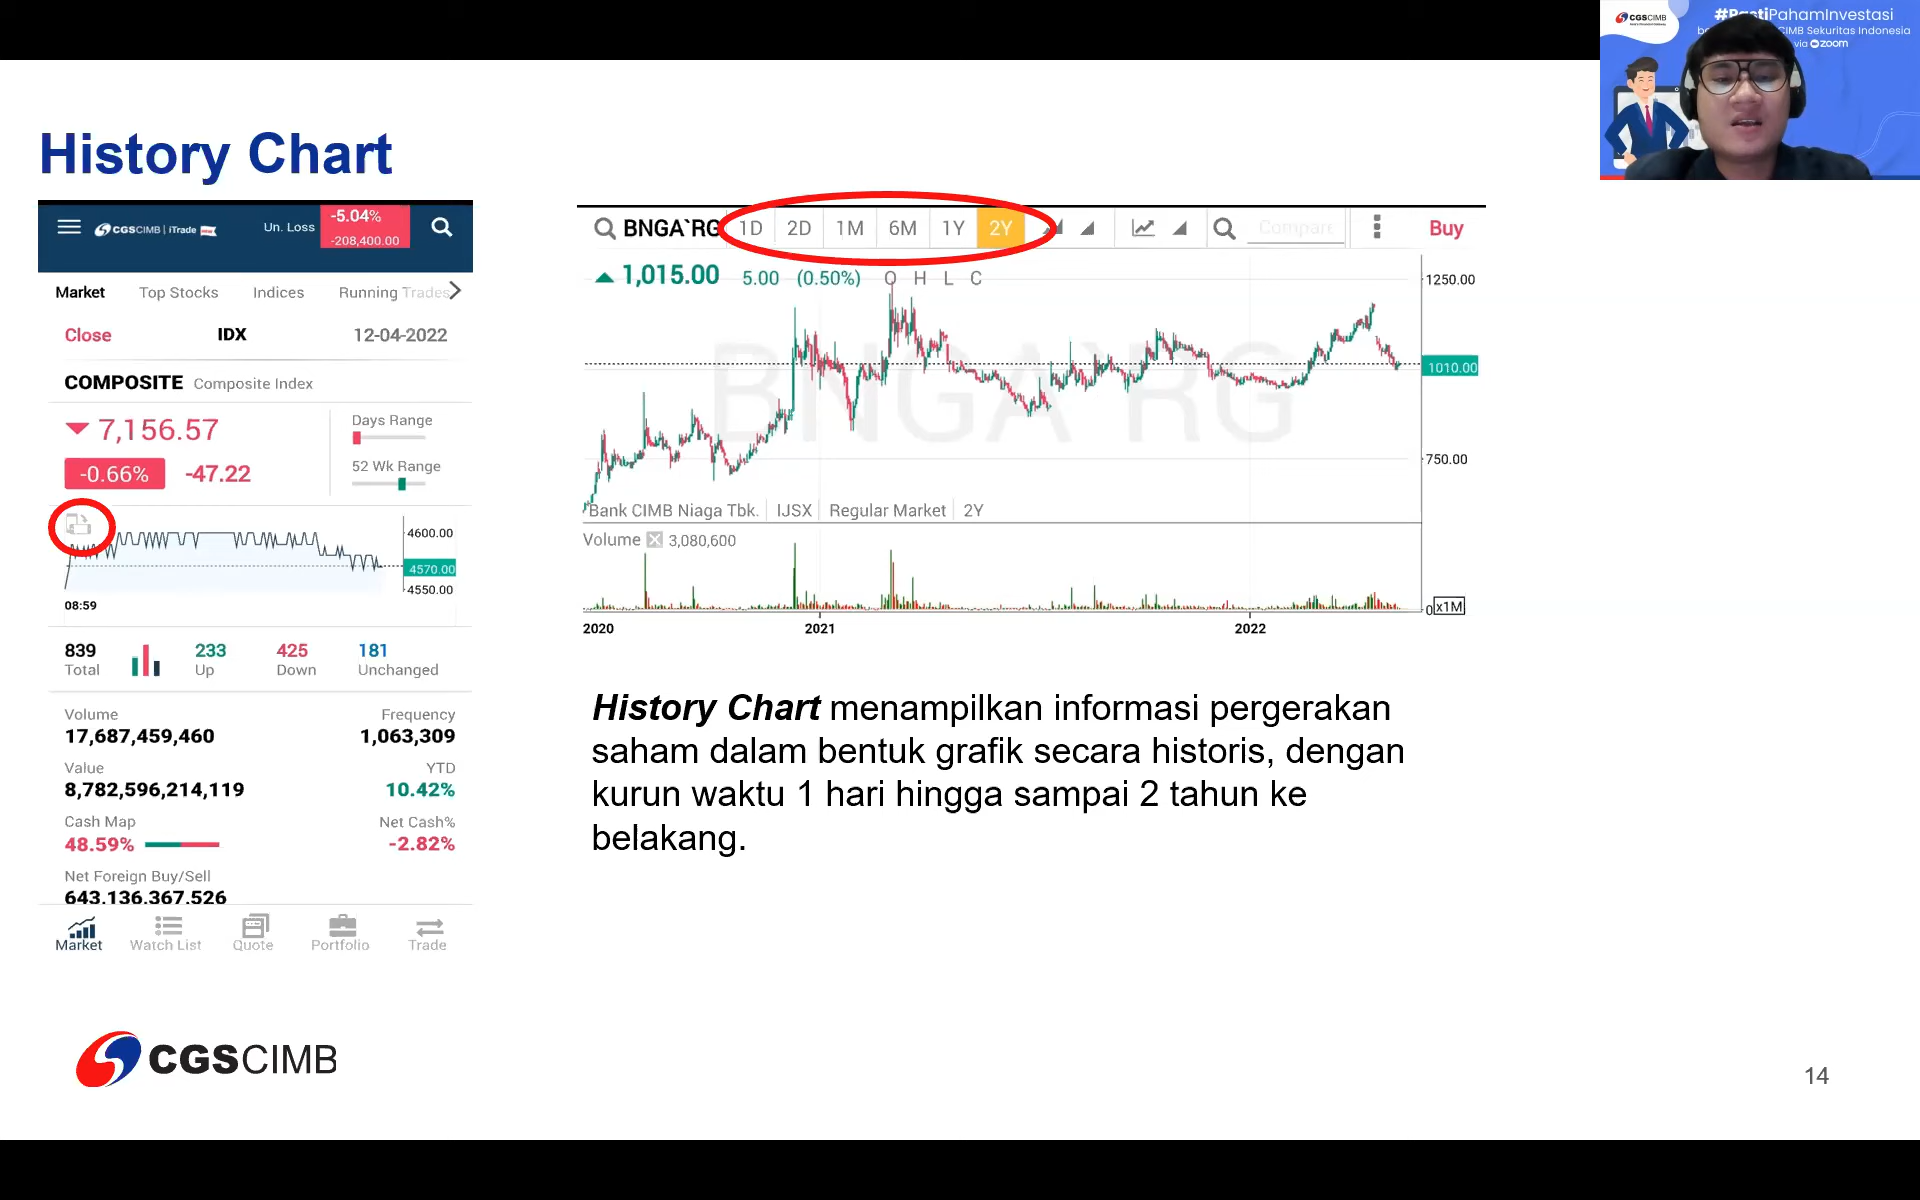 CGSCIMB
#PastiPahamInvestasi
CIMB Sekuritas Indonesia
via zoom
History Chart
CGSCIMB | iTrade
Un. Loss
-5.04%
-208,400.00
Market Top Stocks Indices Running Trades
Close IDX 12-04-2022
COMPOSITE Composite Index
7,156.57
-0.66% -47.22
Days Range
52 Wk Range
4600.00
4570.00
4550.00
08:59
839 233 425 181
Total Up Down Unchanged
Volume Frequency
17,687,459,460 1,063,309
Value YTD
8,782,596,214,119 10.42%
Cash Map Net Cash%
48.59% -2.82%
Net Foreign Buy/Sell
643,136,367,526
Market Watch List Quote Portfolio Trade
BNGA`RG 1D 2D 1M 6M 1Y 2Y Compare Buy
1,015.00 5.00 (0.50%) O H L C
1250.00
BNGA`RG
1010.00
750.00
Bank CIMB Niaga Tbk. IJSX Regular Market 2Y
Volume 3,080,600
0 x1M
2020 2021 2022
History Chart menampilkan informasi pergerakan
saham dalam bentuk grafik secara historis, dengan
kurun waktu 1 hari hingga sampai 2 tahun ke
belakang.
CGSCIMB
14